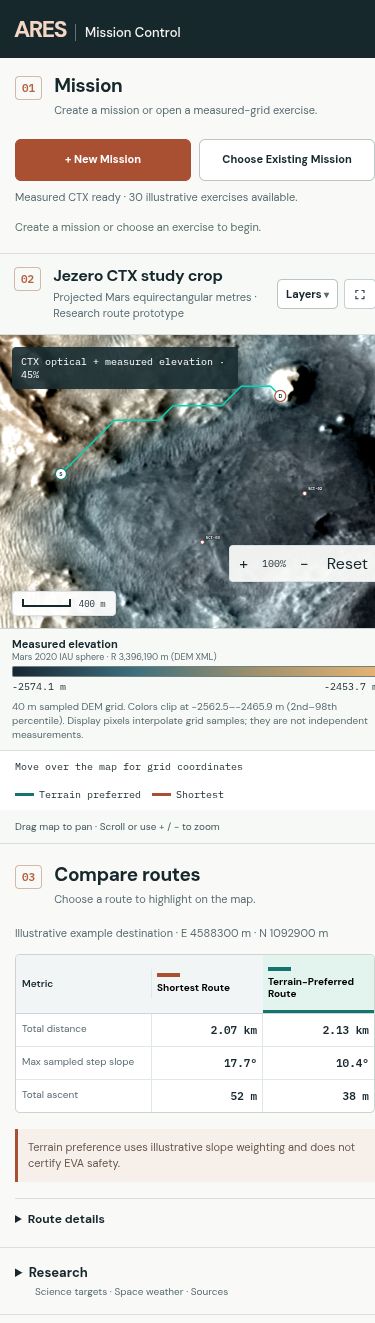 ARES Mission Control
01 Mission
Create a mission or open a measured-grid exercise.
+ New Mission Choose Existing Mission
Measured CTX ready · 30 illustrative exercises available.
Create a mission or choose an exercise to begin.
02 Jezero CTX study crop
Projected Mars equirectangular metres ·
Research route prototype
Layers ▾
CTX optical + measured elevation ·
45%
D
S
+ 100% − Reset
400 m
Measured elevation
Mars 2020 IAU sphere · R 3,396,190 m (DEM XML)
-2574.1 m -2453.7 m
40 m sampled DEM grid. Colors clip at -2562.5–-2465.9 m (2nd–98th
percentile). Display pixels interpolate grid samples; they are not independent
measurements.
Move over the map for grid coordinates
Terrain preferred Shortest
Drag map to pan · Scroll or use + / − to zoom
03 Compare routes
Choose a route to highlight on the map.
Illustrative example destination · E 4588300 m · N 1092900 m
Metric Shortest Route Terrain-Preferred
Route
Total distance 2.07 km 2.13 km
Max sampled step slope 17.7° 10.4°
Total ascent 52 m 38 m
Terrain preference uses illustrative slope weighting and does not
certify EVA safety.
▶ Route details
▶ Research
Science targets · Space weather · Sources